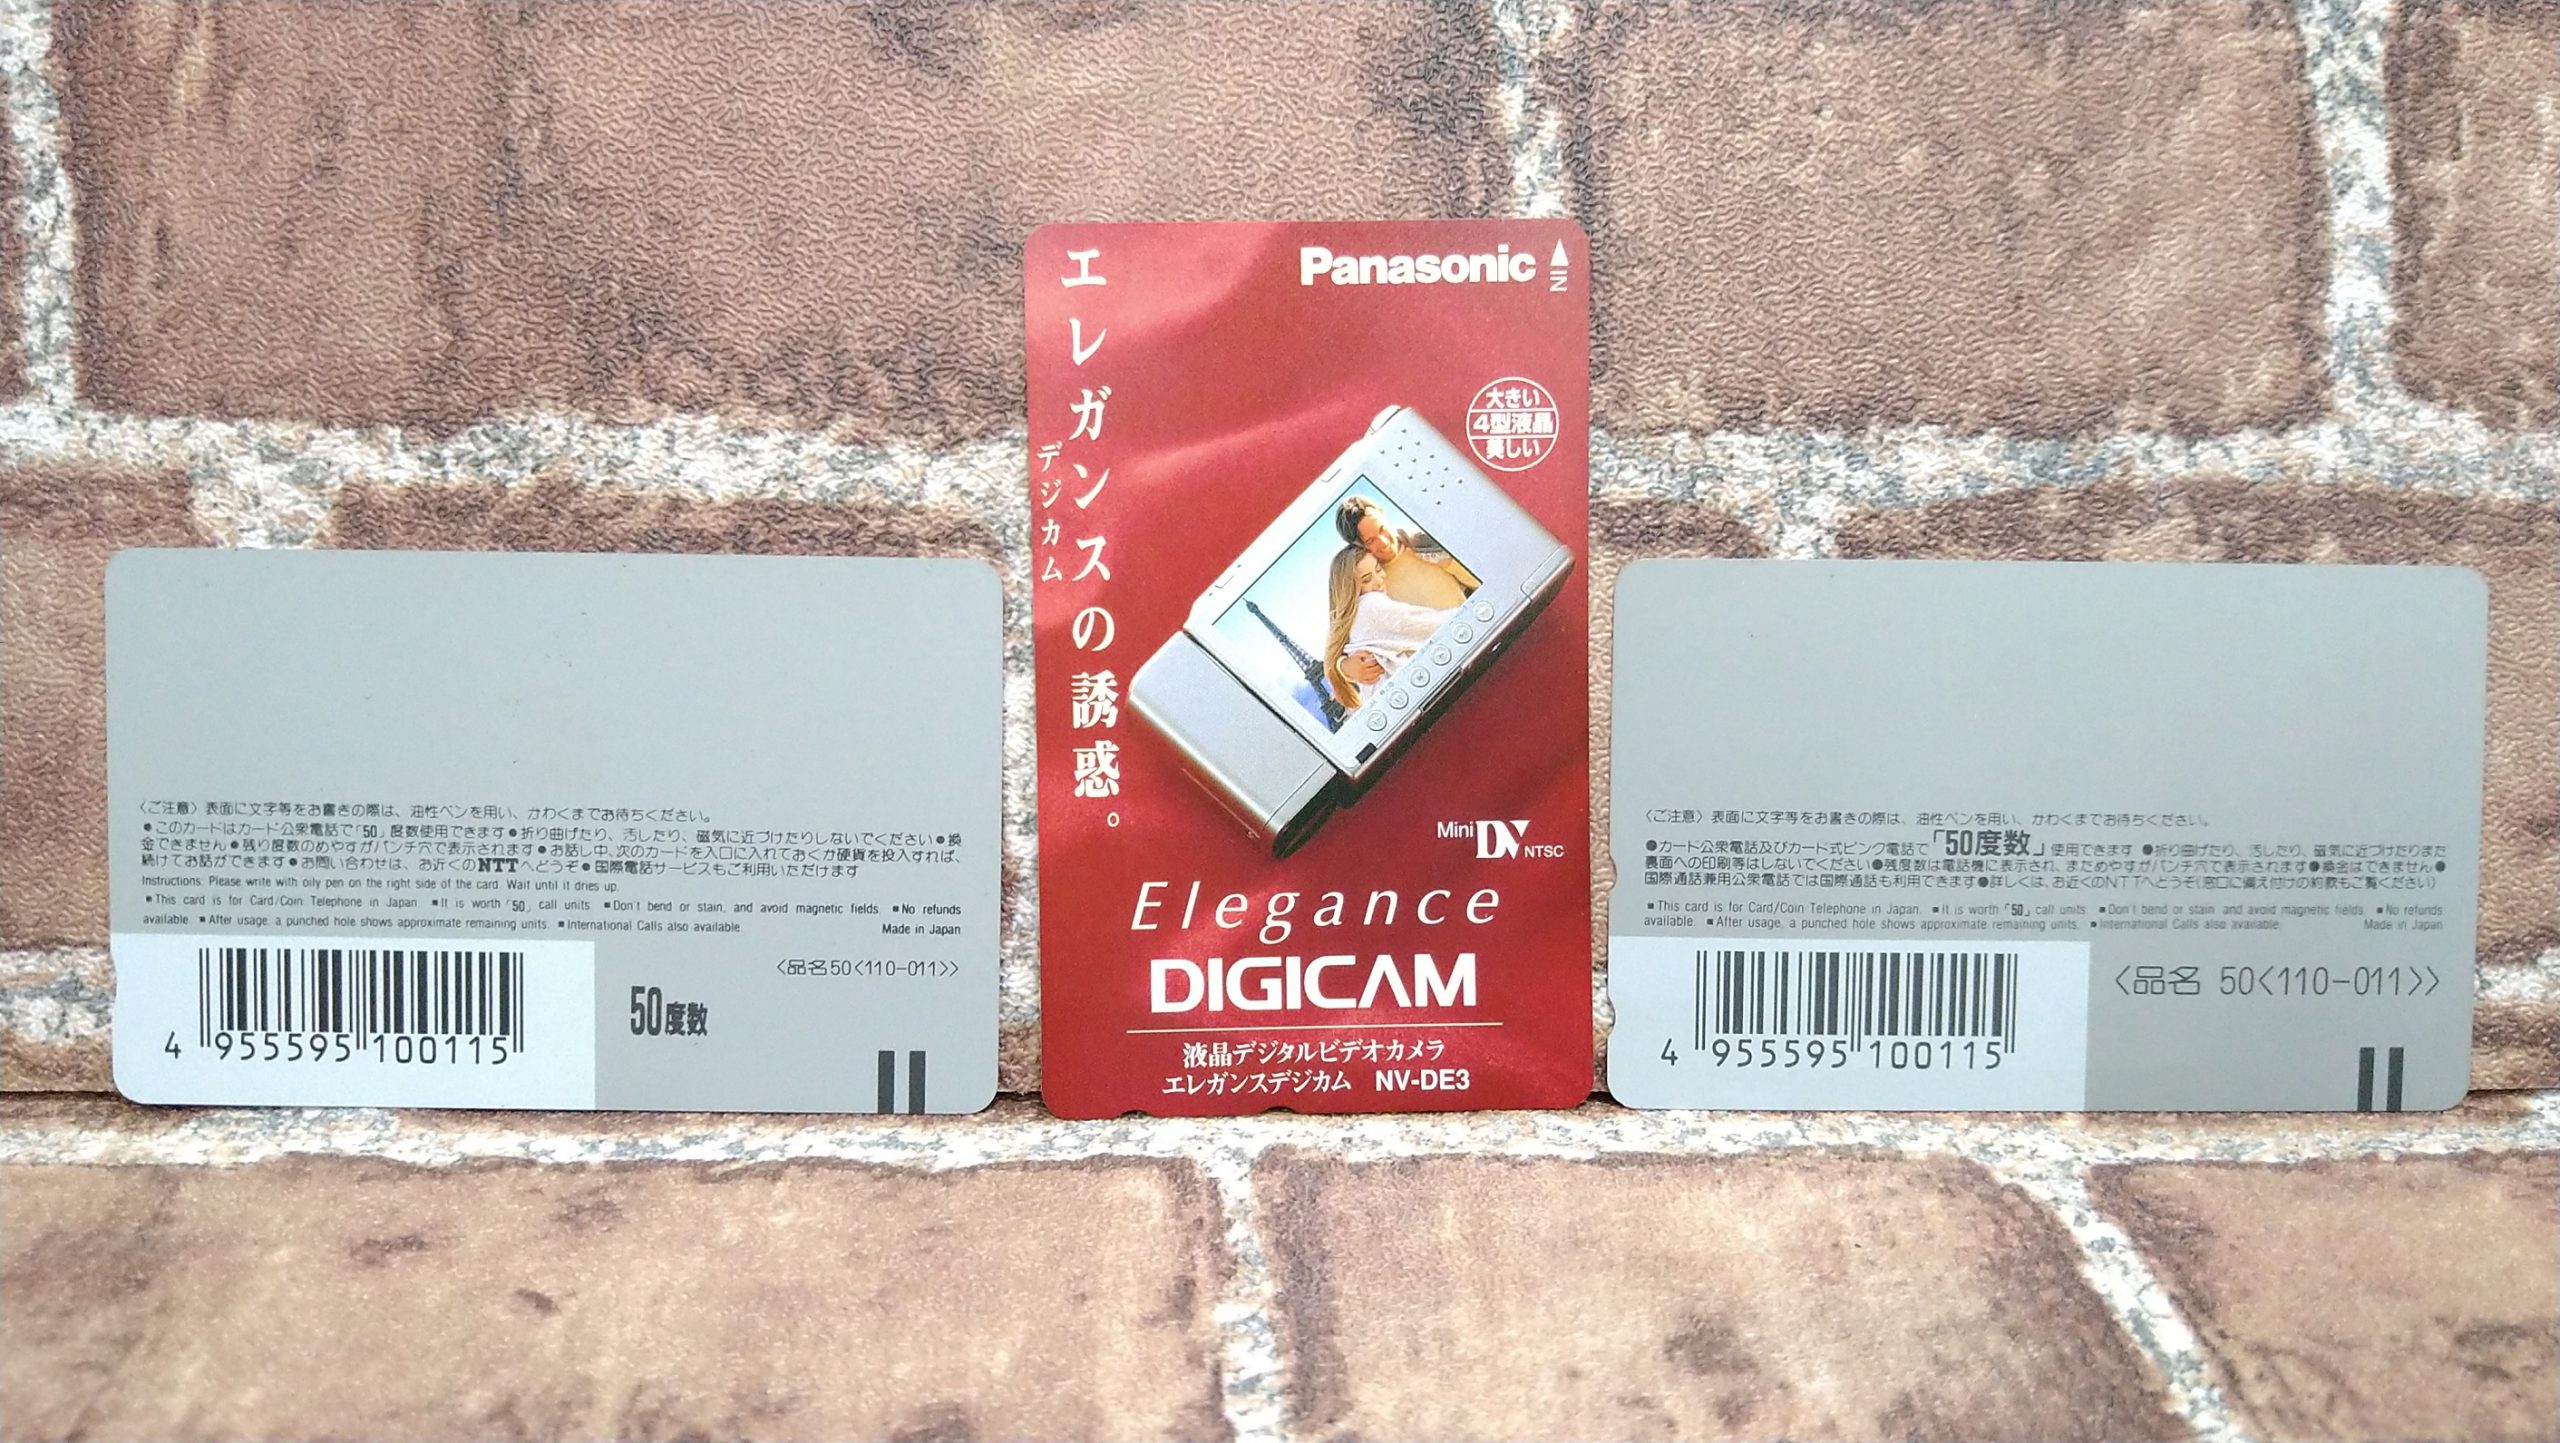 〈ご注意〉表面に文字等をお書きの際は、油性ペンを用い、かわくまでお待ちください。
●このカードはカード公衆電話で「50」度数使用できます●折り曲げたり、汚したり、磁気に近づけたりしないでください●換
金できません●残り度数のめやすがパンチ穴で表示されます●お話し中、次のカードを入口に入れておくか硬貨を投入すれば、
続けてお話ができます●お問い合わせは、お近くのNTTへどうぞ●国際電話サービスもご利用いただけます
Instructions: Please write with oily pen on the right side of the card. Wait until it dries up.
■This card is for Card/Coin Telephone in Japan. ■It is worth「50」call units. ■Don't bend or stain, and avoid magnetic fields. ■No refunds
available. ■After usage, a punched hole shows approximate remaining units. ■International Calls also available. Made in Japan
〈品名50〈110-011〉〉
50度数
4 955595 100115
エレガンスの誘惑。
デジカム
Panasonic
IN
大きい
4型液晶
美しい
Mini DV NTSC
Elegance
DIGICAM
液晶デジタルビデオカメラ
エレガンスデジカム NV-DE3
〈ご注意〉表面に文字等をお書きの際は、油性ペンを用い、かわくまでお待ちください。
●カード公衆電話及びカード式ピンク電話で「50度数」使用できます ●折り曲げたり、汚したり、磁気に近づけたりまた
裏面への印刷等はしないでください●残度数は電話機に表示され、まためやすがパンチ穴で表示されます●換金はできません●
国際通話兼用公衆電話では国際通話も利用できます●詳しくは、お近くのNTTへどうぞ(窓口に備え付けの約款もご覧ください)
■This card is for Card/Coin Telephone in Japan. ■It is worth「50」call units. ■Don't bend or stain, and avoid magnetic fields. ■No refunds
available. ■After usage, a punched hole shows approximate remaining units. ■International Calls also available. Made in Japan
〈品名 50〈110-011〉〉
4 955595 100115